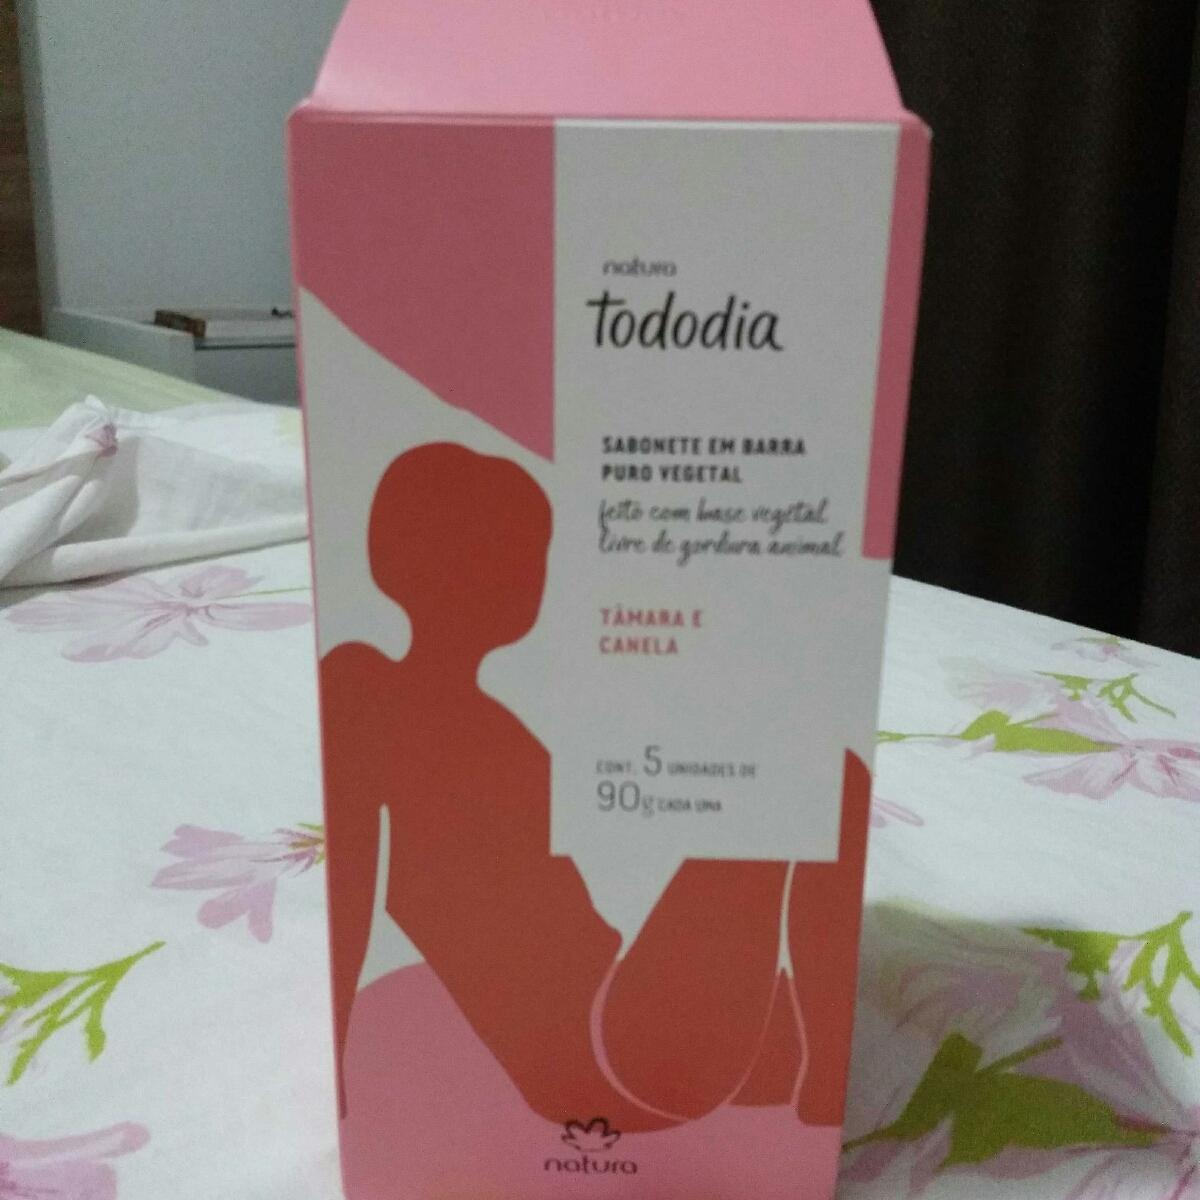 natura
Tododia
SABONETE EM BARRA
PURO VEGETAL
feito com base vegetal
livre de gordura animal
TÂMARA E
CANELA
CONT. 5 UNIDADES DE
90g CADA UMA
natura